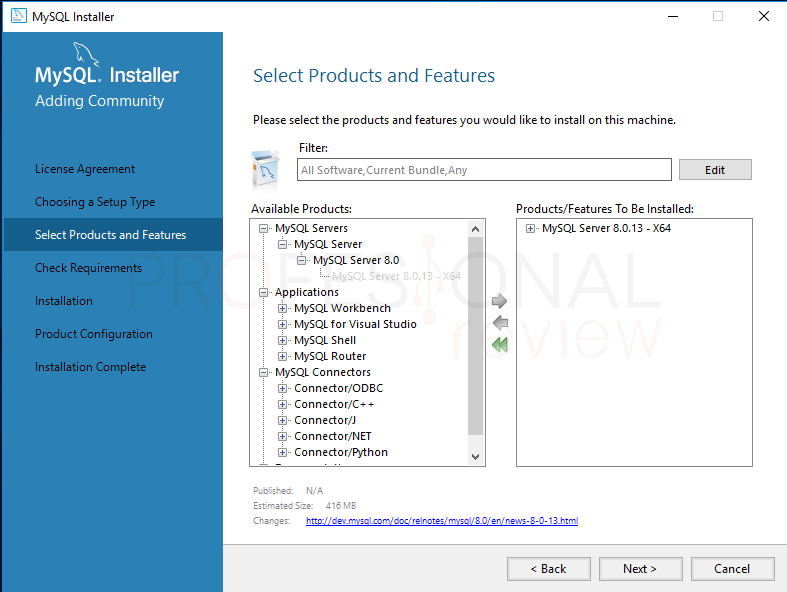 MySQL Installer
MySQL® Installer
Adding Community
License Agreement
Choosing a Setup Type
Select Products and Features
Check Requirements
Installation
Product Configuration
Installation Complete
Select Products and Features
Please select the products and features you would like to install on this machine.
Filter:
All Software,Current Bundle,Any
Edit
Available Products:
MySQL Servers
MySQL Server
MySQL Server 8.0
MySQL Server 8.0.13 - X64
Applications
MySQL Workbench
MySQL for Visual Studio
MySQL Shell
MySQL Router
MySQL Connectors
Connector/ODBC
Connector/C++
Connector/J
Connector/NET
Connector/Python
Products/Features To Be Installed:
MySQL Server 8.0.13 - X64
PROFESIONAL
review
Published: N/A
Estimated Size: 416 MB
Changes: http://dev.mysql.com/doc/relnotes/mysql/8.0/en/news-8-0-13.html
< Back
Next >
Cancel